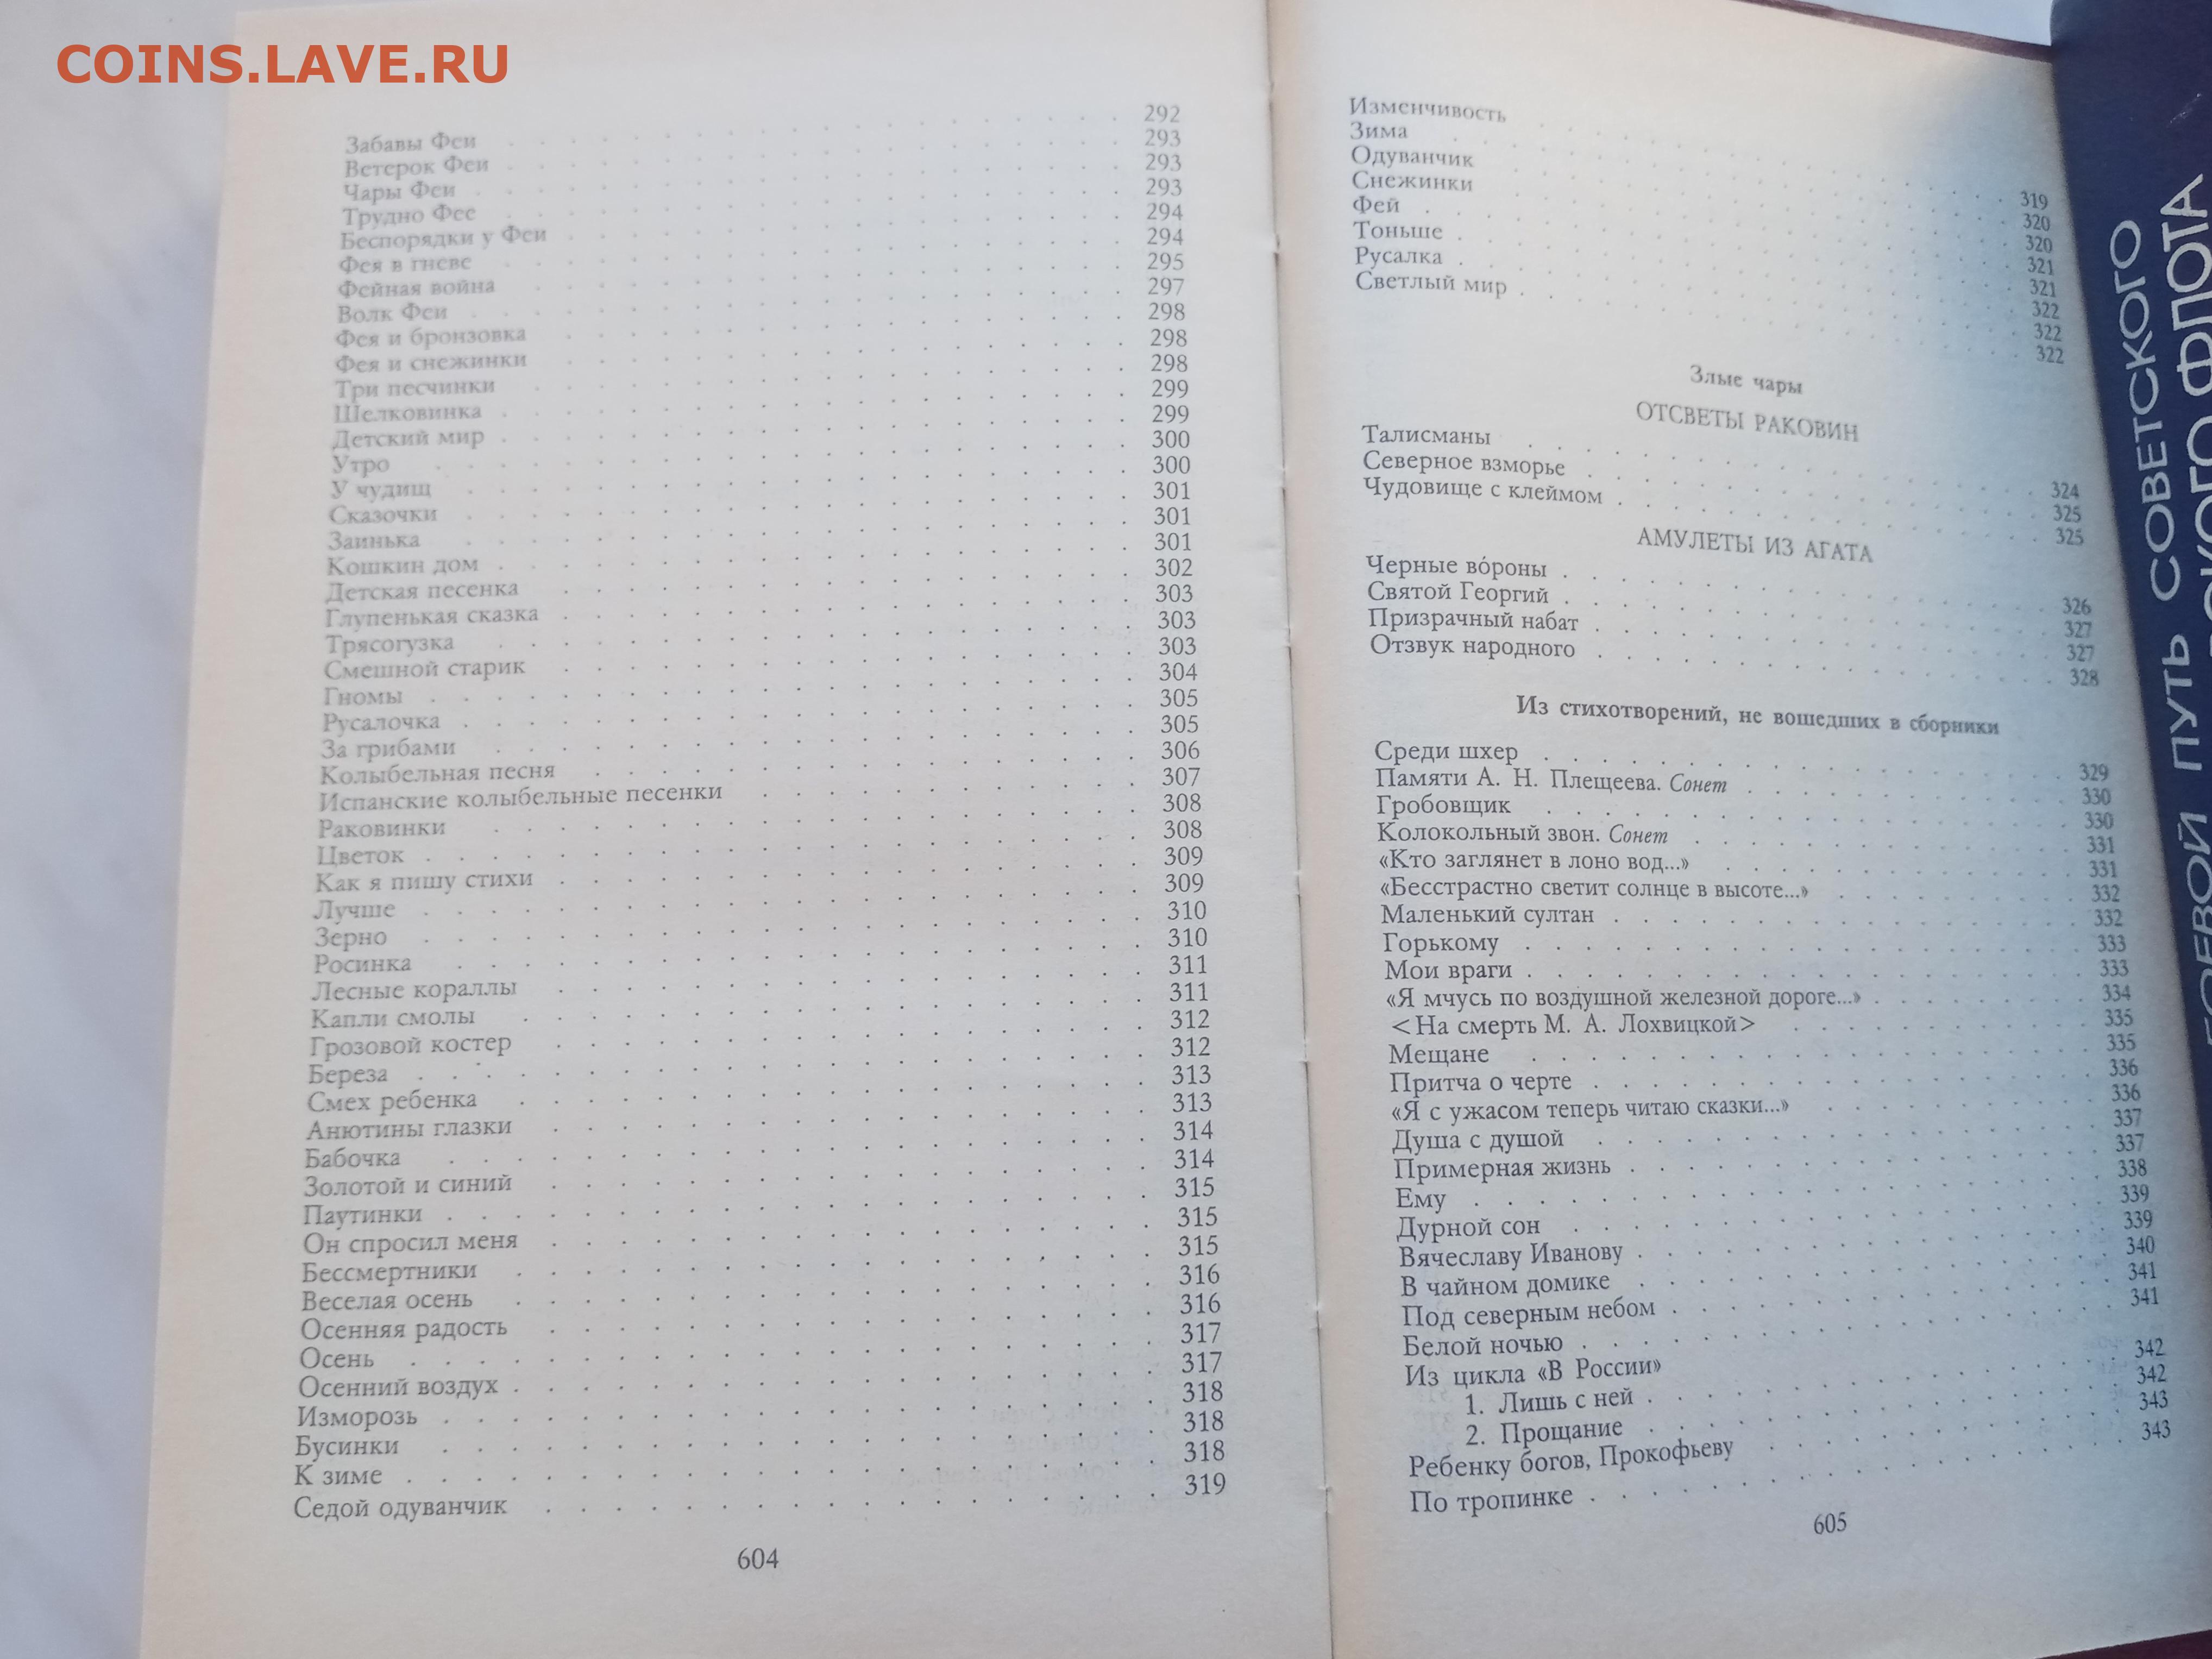 COINS.LAVE.RU
Забавы Феи . . . 292
Ветерок Феи . . . 293
Чары Феи . . . 293
Трудно Фее . . . 293
Беспорядки у Феи . . . 294
Фея в гневе . . . 294
Фейная война . . . 295
Волк Феи . . . 297
Фея и бронзовка . . . 298
Фея и снежинки . . . 298
Три песчинки . . . 298
Шелковинка . . . 299
Детский мир . . . 299
Утро . . . 300
У чудищ . . . 300
Сказочки . . . 301
Заинька . . . 301
Кошкин дом . . . 301
Детская песенка . . . 302
Глупенькая сказка . . . 303
Трясогузка . . . 303
Смешной старик . . . 303
Гномы . . . 304
Русалочка . . . 305
За грибами . . . 305
Колыбельная песня . . . 306
Испанские колыбельные песенки . . . 307
Раковинки . . . 308
Цветок . . . 308
Как я пишу стихи . . . 309
Лучше . . . 309
Зерно . . . 310
Росинка . . . 310
Лесные кораллы . . . 311
Капли смолы . . . 311
Грозовой костер . . . 312
Береза . . . 312
Смех ребенка . . . 313
Анютины глазки . . . 313
Бабочка . . . 314
Золотой и синий . . . 314
Паутинки . . . 315
Он спросил меня . . . 315
Бессмертники . . . 315
Веселая осень . . . 316
Осенняя радость . . . 316
Осень . . . 317
Осенний воздух . . . 317
Изморозь . . . 318
Бусинки . . . 318
К зиме . . . 318
Седой одуванчик . . . 319
604
Изменчивость . . . 319
Зима . . . 320
Одуванчик . . . 320
Снежинки . . . 321
Фей . . . 321
Тоньше . . . 322
Русалка . . . 322
Светлый мир . . . 322
Злые чары
ОТСВЕТЫ РАКОВИН
Талисманы . . . 324
Северное взморье . . . 325
Чудовище с клеймом . . . 325
АМУЛЕТЫ ИЗ АГАТА
Черные во́роны . . . 326
Святой Георгий . . . 327
Призрачный набат . . . 327
Отзвук народного . . . 328
Из стихотворений, не вошедших в сборники
Среди шхер . . . 329
Памяти А. Н. Плещеева. Сонет . . . 330
Гробовщик . . . 330
Колокольный звон. Сонет . . . 331
«Кто заглянет в лоно вод...» . . . 331
«Бесстрастно светит солнце в высоте...» . . . 332
Маленький султан . . . 332
Горькому . . . 333
Мои враги . . . 333
«Я мчусь по воздушной железной дороге...» . . . 334
<На смерть М. А. Лохвицкой> . . . 335
Мещане . . . 335
Притча о черте . . . 336
«Я с ужасом теперь читаю сказки...» . . . 336
Душа с душой . . . 337
Примерная жизнь . . . 337
Ему . . . 338
Дурной сон . . . 339
Вячеславу Иванову . . . 339
В чайном домике . . . 340
Под северным небом . . . 341
Белой ночью . . . 341
Из цикла «В России»
1. Лишь с ней . . . 342
2. Прощание . . . 342
Ребенку богов, Прокофьеву . . . 343
По тропинке . . . 343
605
ПУТЬ СОВЕТСКОГО
ФЛОТА